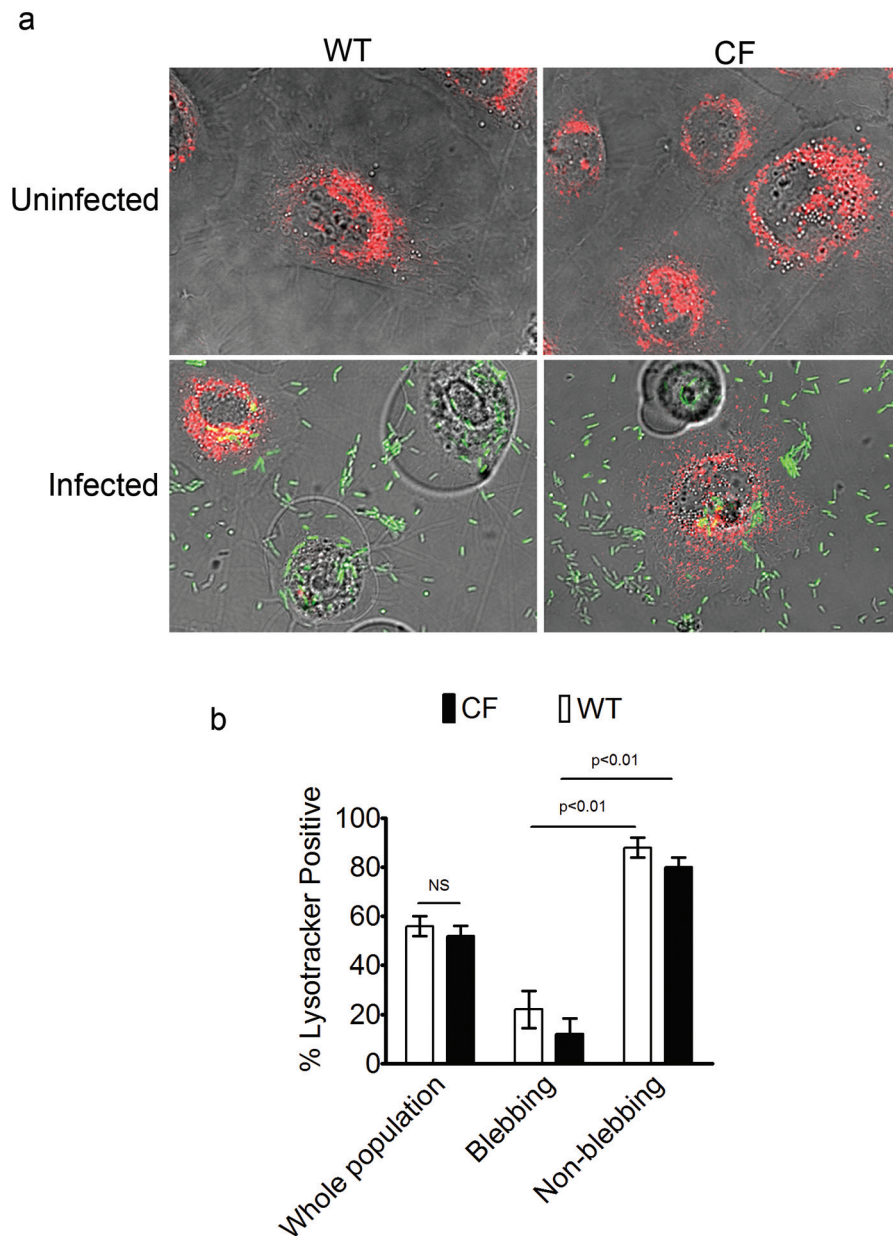 a
WT CF
Uninfected
Infected
b
CF WT
p<0.01
p<0.01
NS
% Lysotracker Positive
100
80
60
40
20
0
Whole population
Blebbing
Non-blebbing